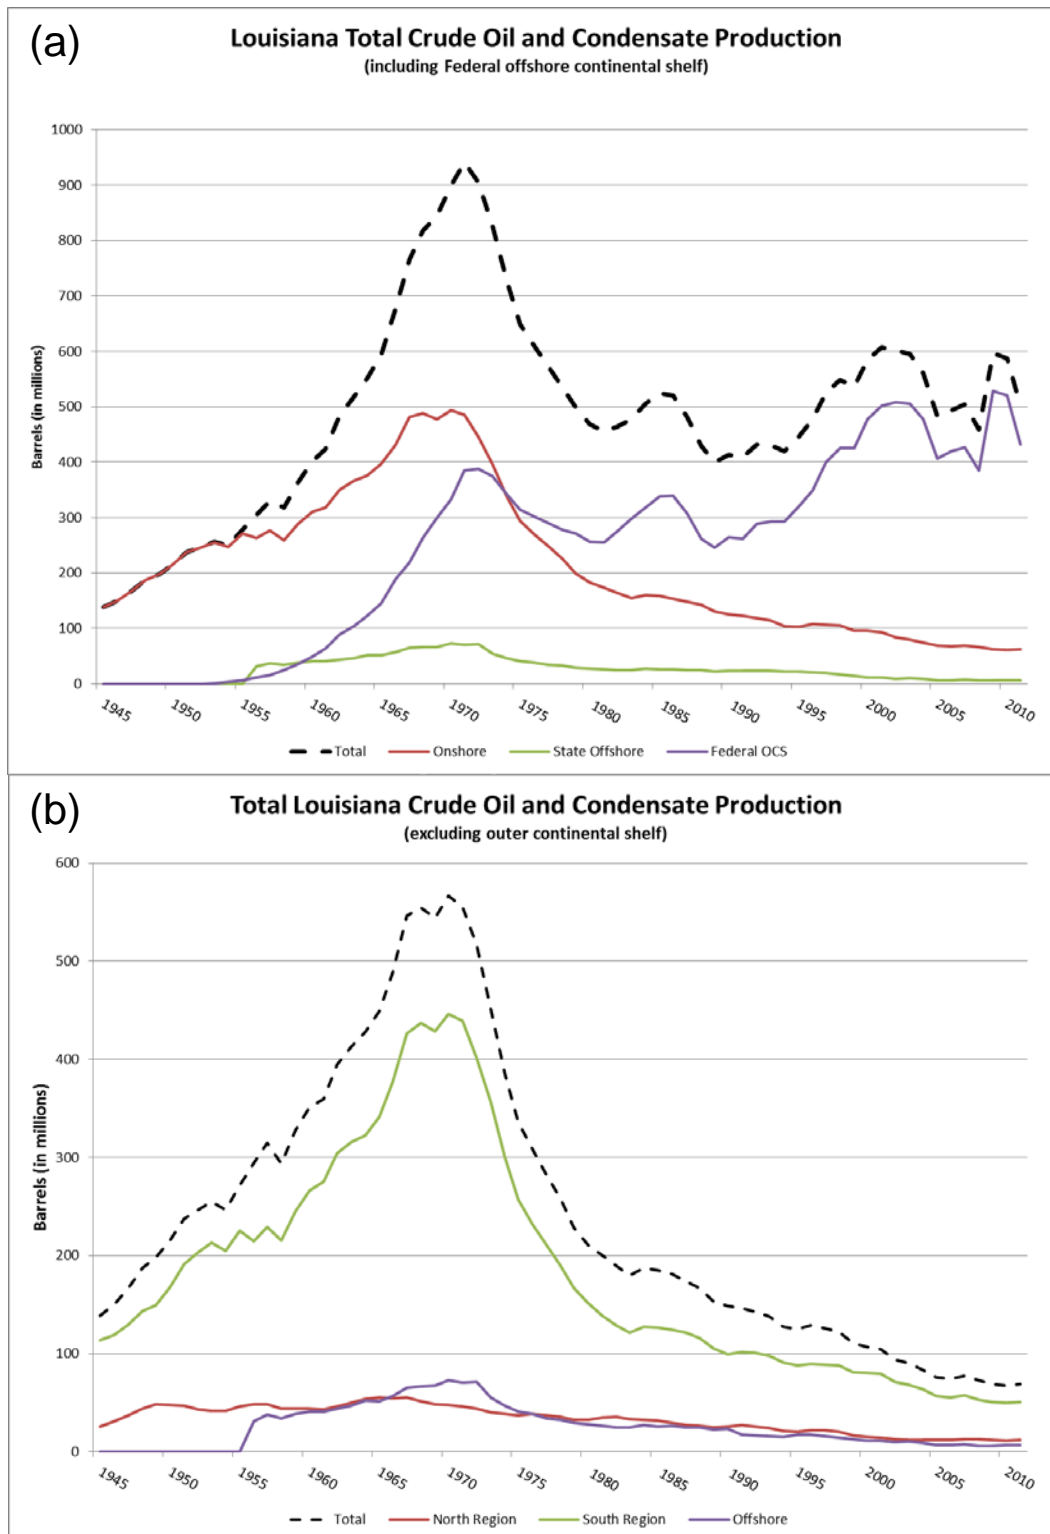 (a)
Louisiana Total Crude Oil and Condensate Production
(including Federal offshore continental shelf)
1000
900
800
700
600
500
400
300
200
100
0
Barrels (in millions)
1945 1950 1955 1960 1965 1970 1975 1980 1985 1990 1995 2000 2005 2010
Total Onshore State Offshore Federal OCS
(b)
Total Louisiana Crude Oil and Condensate Production
(excluding outer continental shelf)
600
500
400
300
200
100
0
Barrels (in millions)
1945 1950 1955 1960 1965 1970 1975 1980 1985 1990 1995 2000 2005 2010
Total North Region South Region Offshore